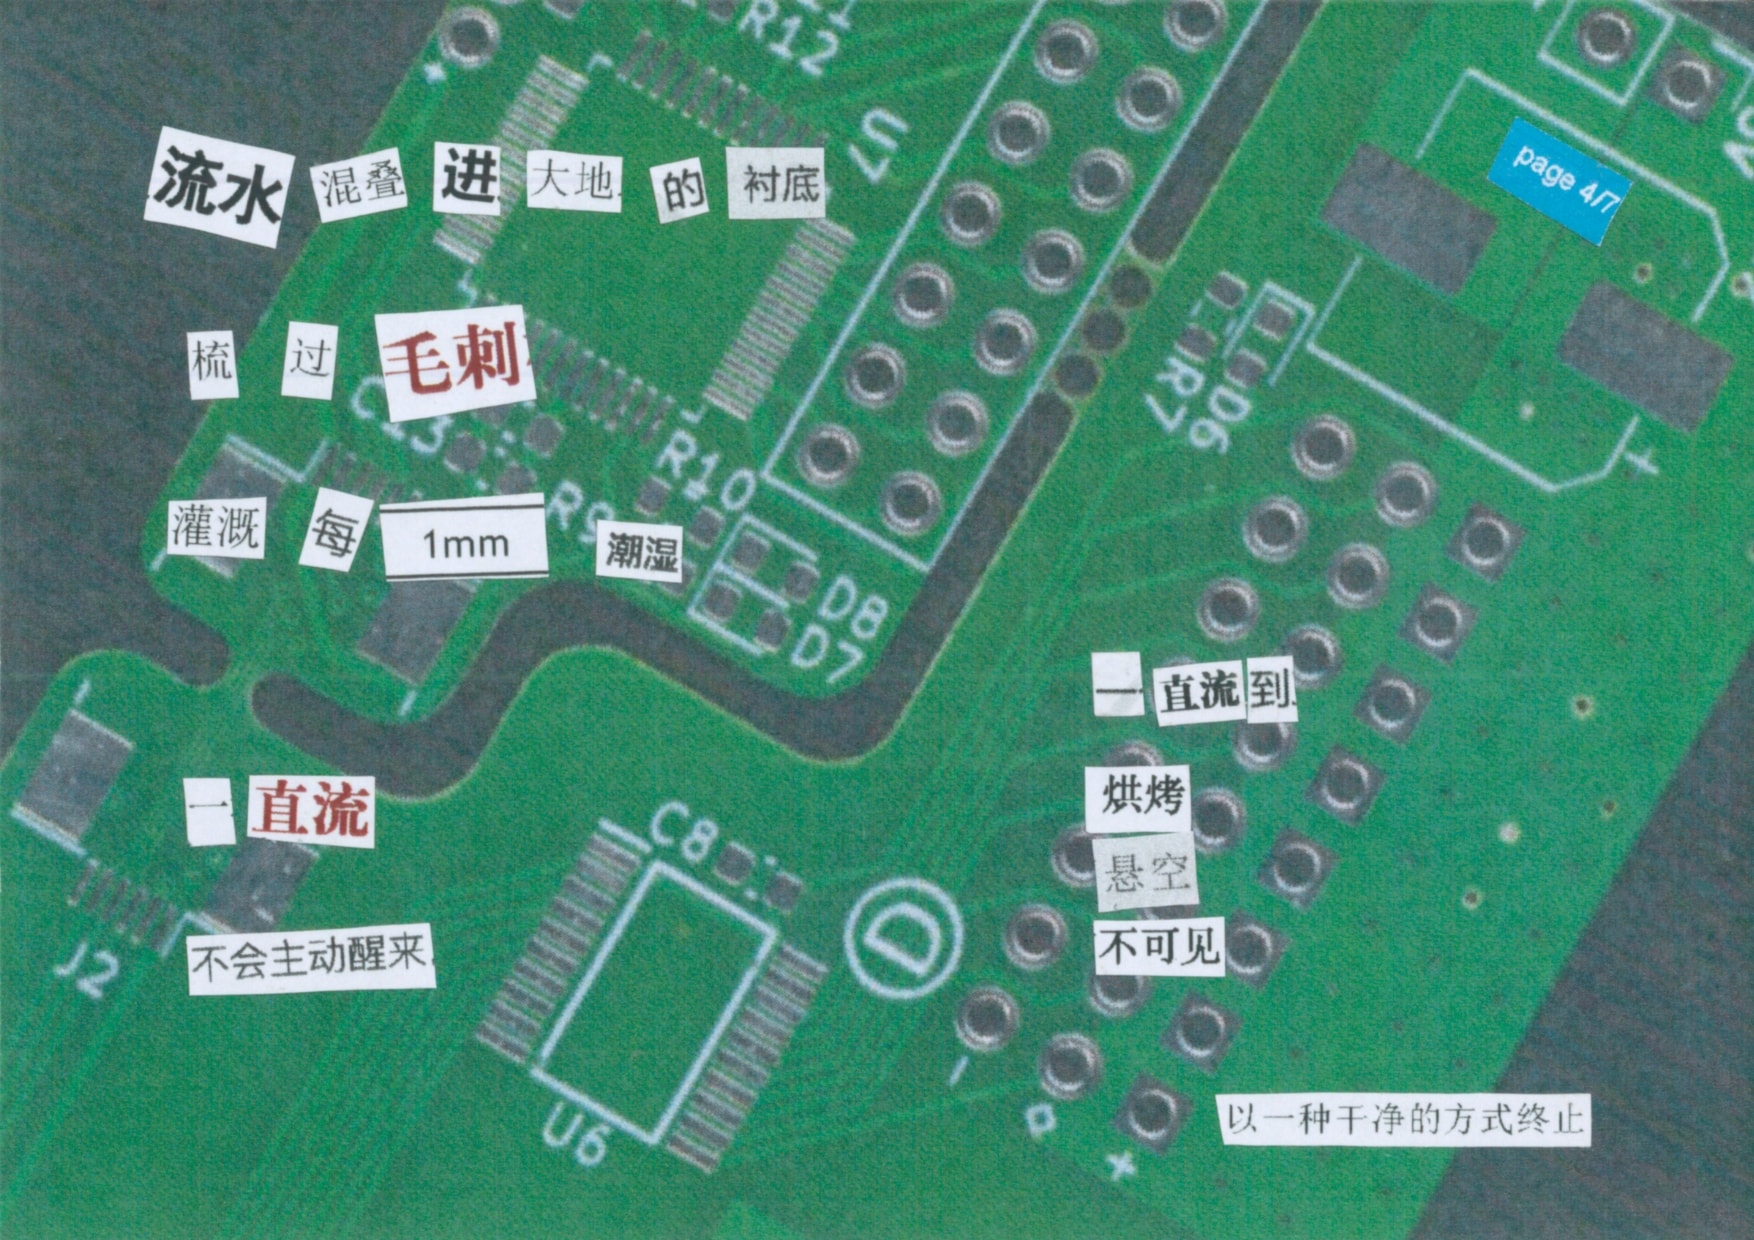 R12
U7
page 4/7
流水 混叠 进 大地 的 衬底
梳 过 毛刺
R7
D6
R10
R9
灌溉 每 1mm 潮湿
D8
D7
一 直流 到
一 直流
烘烤
C8
悬空
D
不可见
不会主动醒来
J2
U6
以一种干净的方式终止